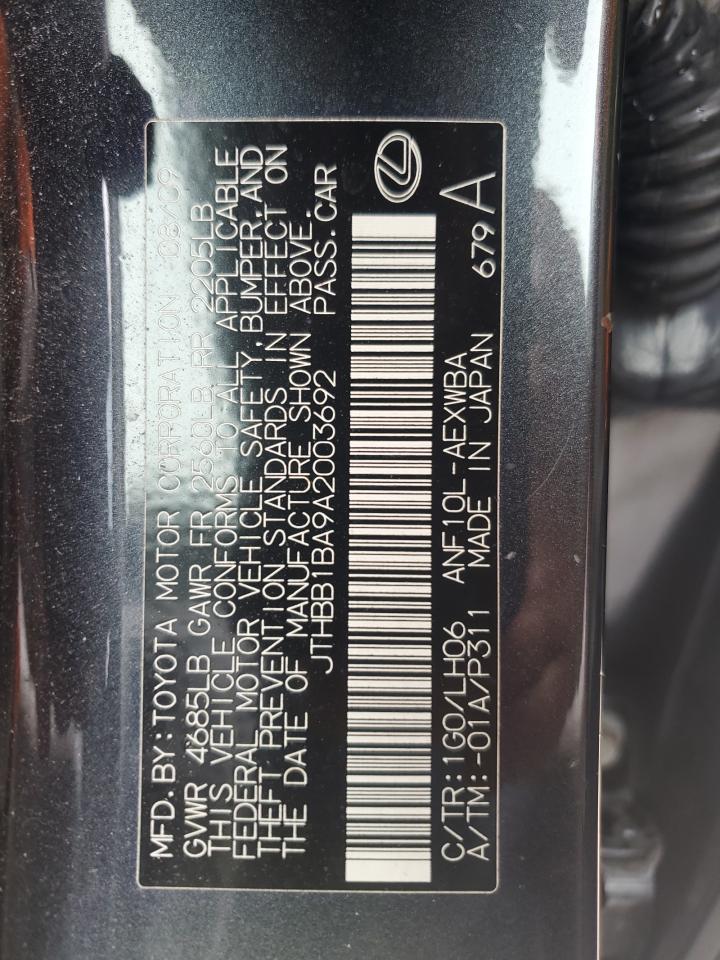 MFD.BY:TOYOTA MOTOR CORPORATION 08/09
GVWR 4685LB GAWR FR 2560LB RR 2205LB
THIS VEHICLE CONFORMS TO ALL APPLICABLE
FEDERAL MOTOR VEHICLE SAFETY,BUMPER,AND
THEFT PREVENTION STANDARDS IN EFFECT ON
THE DATE OF MANUFACTURE SHOWN ABOVE.
JTHBB1BA9A2003692 PASS.CAR
C/TR:1G0/LH06 ANF10L-AEXWBA 679A
A/TM:-01A/P311 MADE IN JAPAN